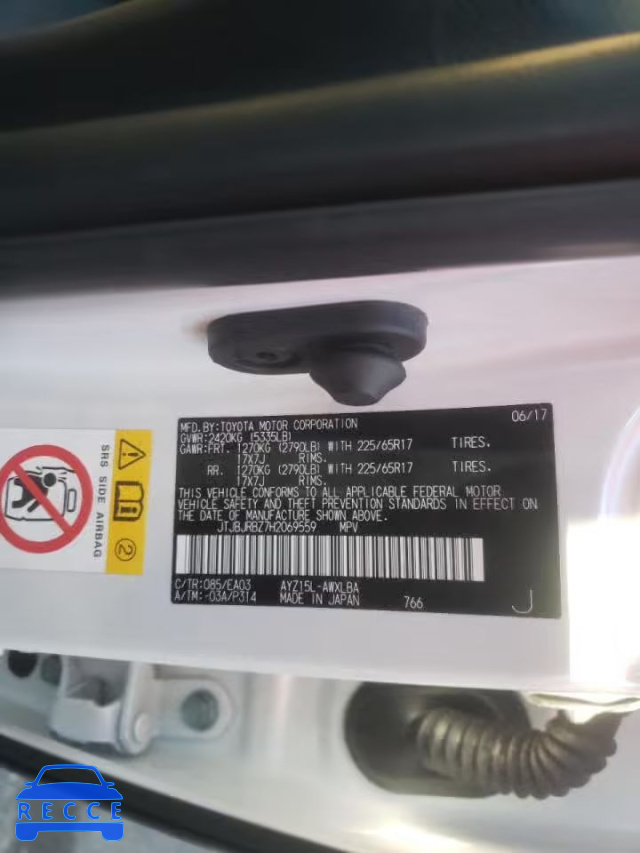 MFD.BY:TOYOTA MOTOR CORPORATION 06/17
GVWR:2420KG (5335LB)
GAWR:FRT. 1270KG (2790LB) WITH 225/65R17 TIRES.
17X7J RIMS.
RR. 1270KG (2790LB) WITH 225/65R17 TIRES.
17X7J RIMS.
THIS VEHICLE CONFORMS TO ALL APPLICABLE FEDERAL MOTOR
VEHICLE SAFETY AND THEFT PREVENTION STANDARDS IN EFFECT ON
THE DATE OF MANUFACTURE SHOWN ABOVE.
JTJBJRBZ7H2069559 MPV
C/TR:085/EA03 AYZ15L-AWXLBA
A/TM:-03A/P314 MADE IN JAPAN 766 J
SRS SIDE AIRBAG 2
RECCE